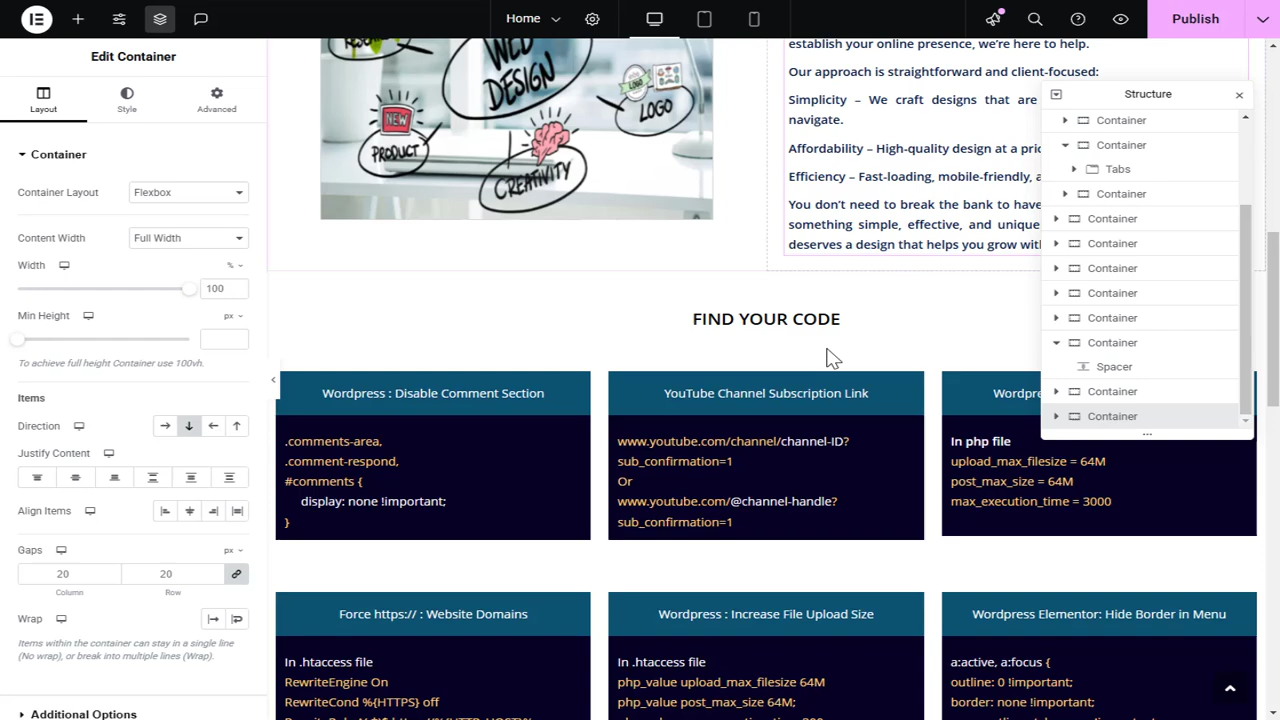 Home
Publish
Edit Container
Layout
Style
Advanced
Container
Container Layout
Flexbox
Content Width
Full Width
Width
%
100
Min Height
px
To achieve full height Container use 100vh.
Items
Direction
Justify Content
Align Items
Gaps
px
20
20
Column
Row
Wrap
Items within the container can stay in a single line
(No wrap), or break into multiple lines (Wrap).
Additional Options
WEB
DESIGN
LOGO
NEW
PRODUCT
CREATIVITY
establish your online presence, we're here to help.
Our approach is straightforward and client-focused:
Simplicity – We craft designs that are
navigate.
Affordability – High-quality design at a
Efficiency – Fast-loading, mobile-friendly,
You don't need to break the bank to have
something simple, effective, and unique
deserves a design that helps you grow with
Structure
Container
Container
Tabs
Container
Container
Container
Container
Container
Container
Container
Spacer
Container
Container
FIND YOUR CODE
Wordpress : Disable Comment Section
.comments-area,
.comment-respond,
#comments {
display: none !important;
}
YouTube Channel Subscription Link
www.youtube.com/channel/channel-ID?
sub_confirmation=1
Or
www.youtube.com/@channel-handle?
sub_confirmation=1
In php file
upload_max_filesize = 64M
post_max_size = 64M
max_execution_time = 3000
Force https:// : Website Domains
In .htaccess file
RewriteEngine On
RewriteCond %{HTTPS} off
Wordpress : Increase File Upload Size
In .htaccess file
php_value upload_max_filesize 64M
php_value post_max_size 64M;
Wordpress Elementor: Hide Border in Menu
a:active, a:focus {
outline: 0 !important;
border: none !important;